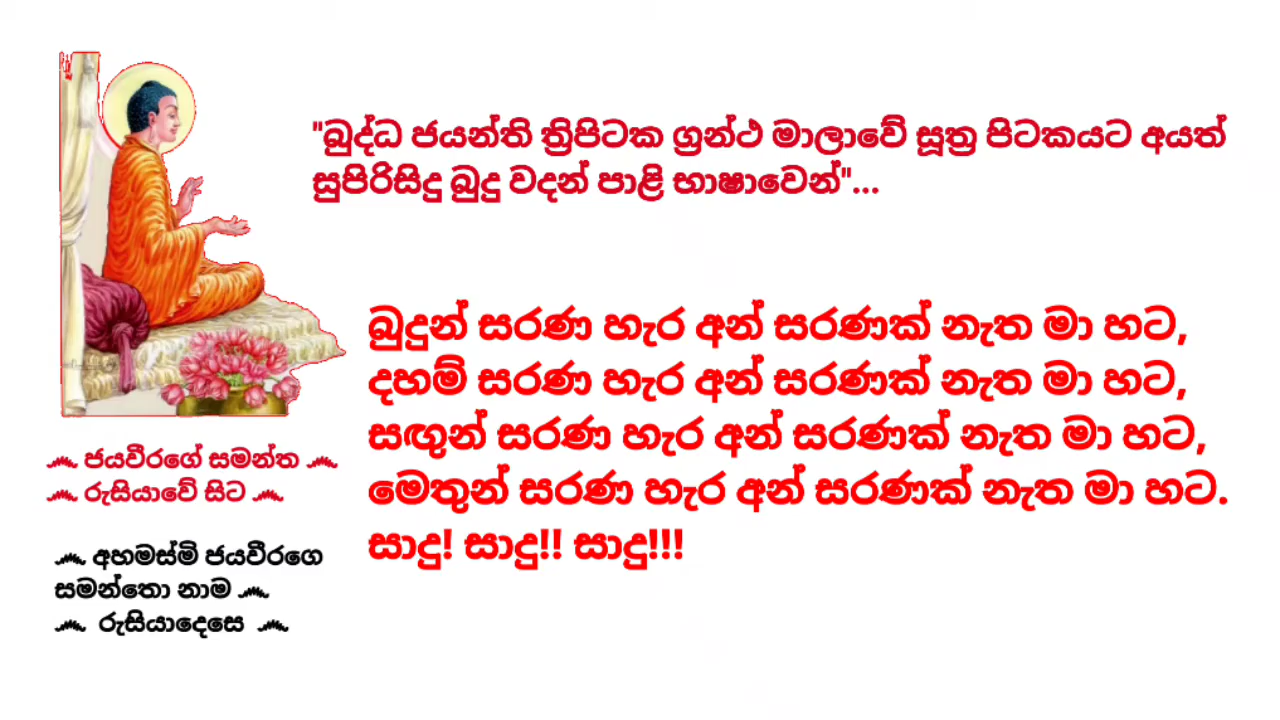 "බුද්ධ ජයන්ති ත්‍රිපිටක ග්‍රන්ථ මාලාවේ සූත්‍ර පිටකයට අයත්
සුපිරිසිදු බුදු වදන් පාළි භාෂාවෙන්"...
බුදුන් සරණ හැර අන් සරණක් නැත මා හට,
දහම් සරණ හැර අන් සරණක් නැත මා හට,
සඟුන් සරණ හැර අන් සරණක් නැත මා හට,
මෙතුන් සරණ හැර අන් සරණක් නැත මා හට.
සාදු! සාදු!! සාදු!!!
෴ ජයවීරගේ සමන්ත ෴
෴ රුසියාවේ සිට ෴
෴ අහමස්මි ජයවීරගෙ
සමන්තො නාම ෴
෴ රුසියාදෙසෙ ෴